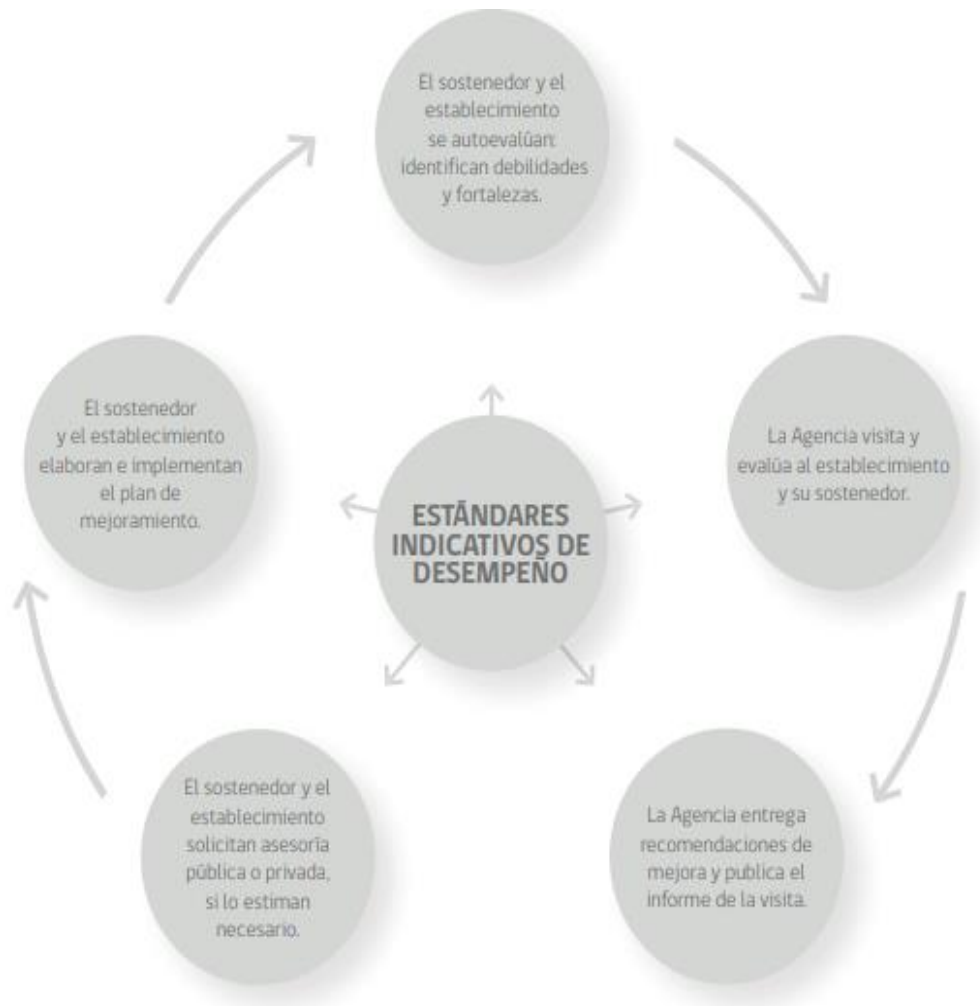 El sostenedor y el
establecimiento
se autoevalúan:
identifican debilidades
y fortalezas.
La Agencia visita y
evalúa al establecimiento
y su sostenedor.
La Agencia entrega
recomendaciones de
mejora y publica el
informe de la visita.
El sostenedor y el
establecimiento
solicitan asesoría
pública o privada,
si lo estiman
necesario.
El sostenedor
y el establecimiento
elaboran e implementan
el plan de
mejoramiento.
ESTÁNDARES
INDICATIVOS DE
DESEMPEÑO